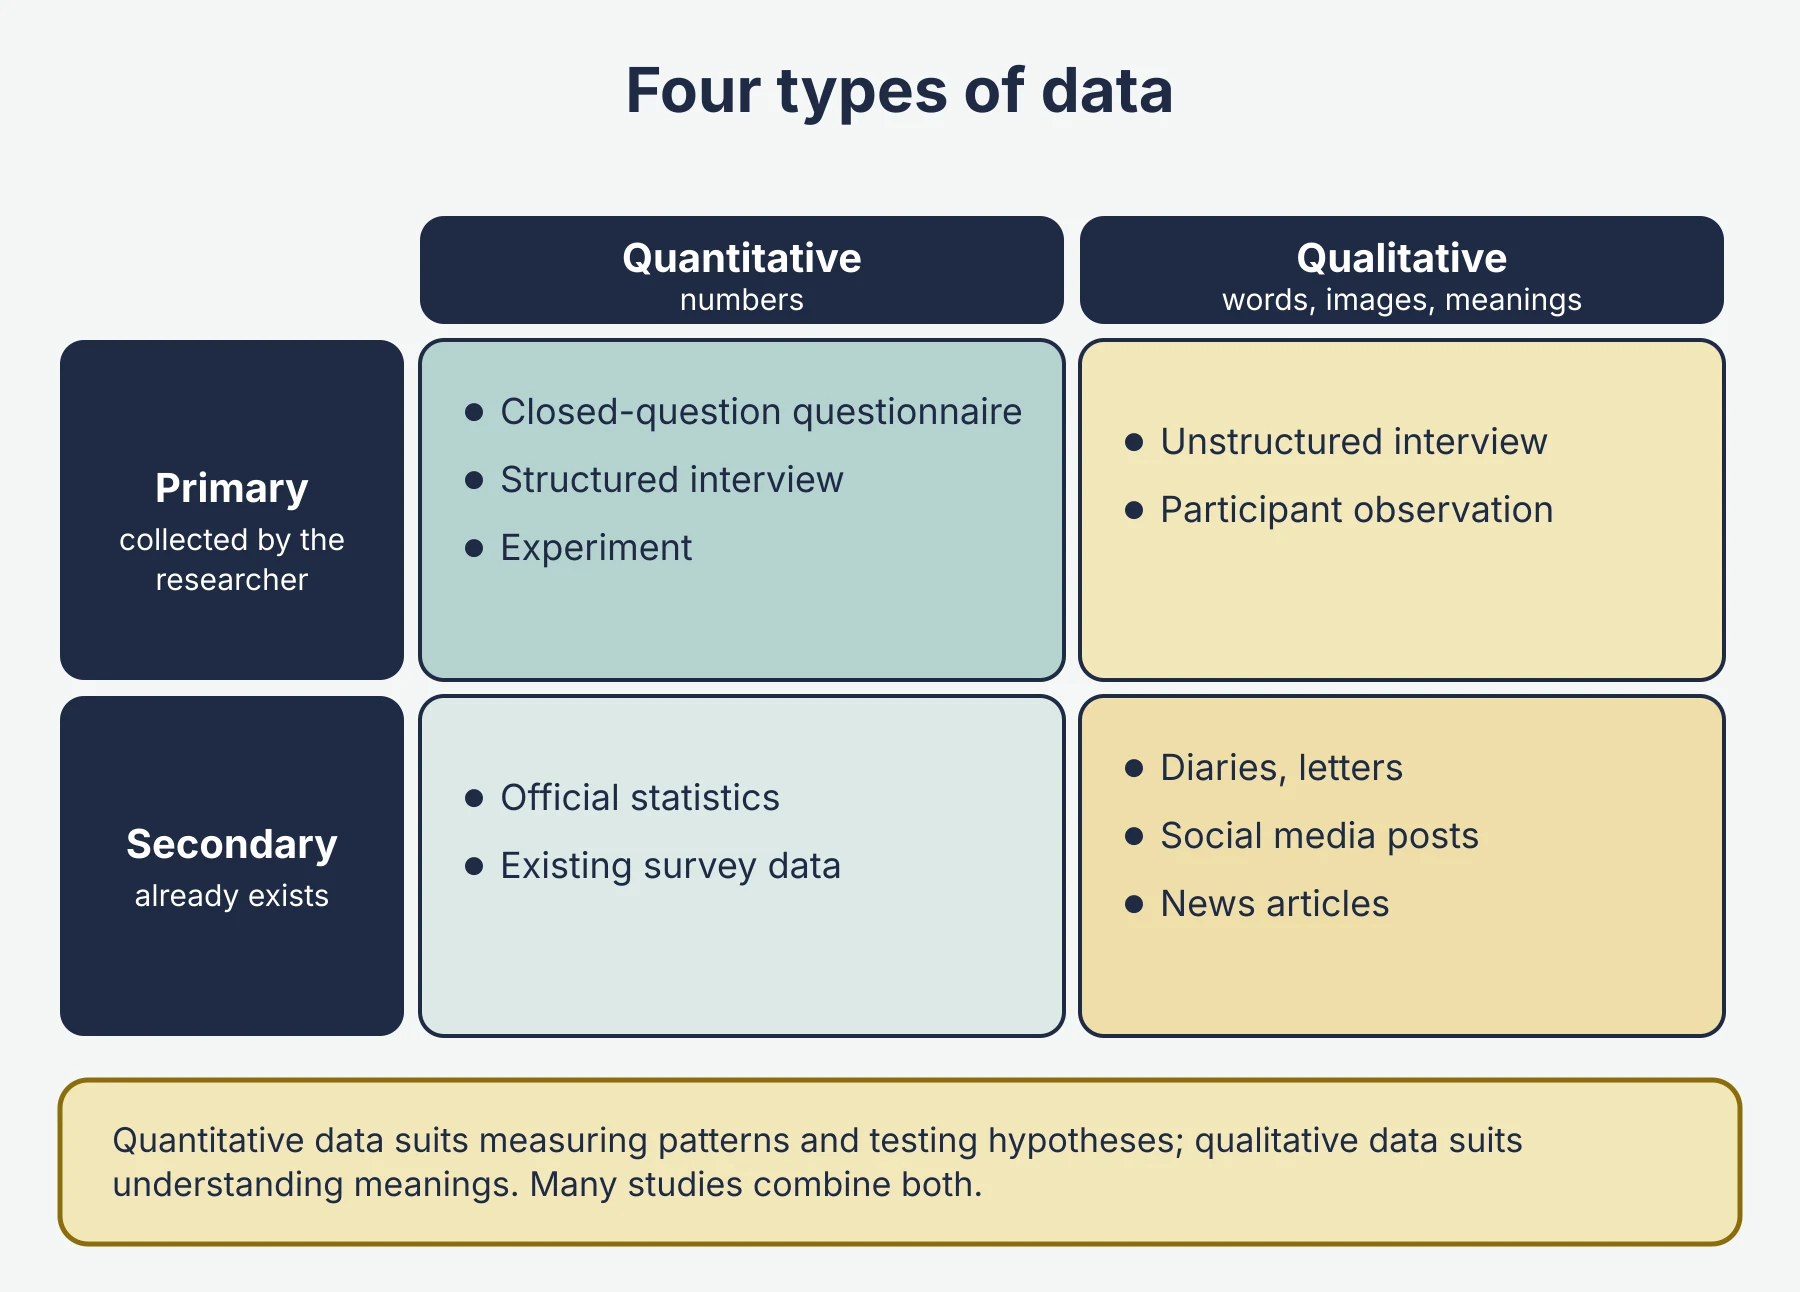 Four types of data
Quantitative
numbers
Qualitative
words, images, meanings
Primary
collected by the
researcher
Closed-question questionnaire
Structured interview
Experiment
Unstructured interview
Participant observation
Secondary
already exists
Official statistics
Existing survey data
Diaries, letters
Social media posts
News articles
Quantitative data suits measuring patterns and testing hypotheses; qualitative data suits
understanding meanings. Many studies combine both.